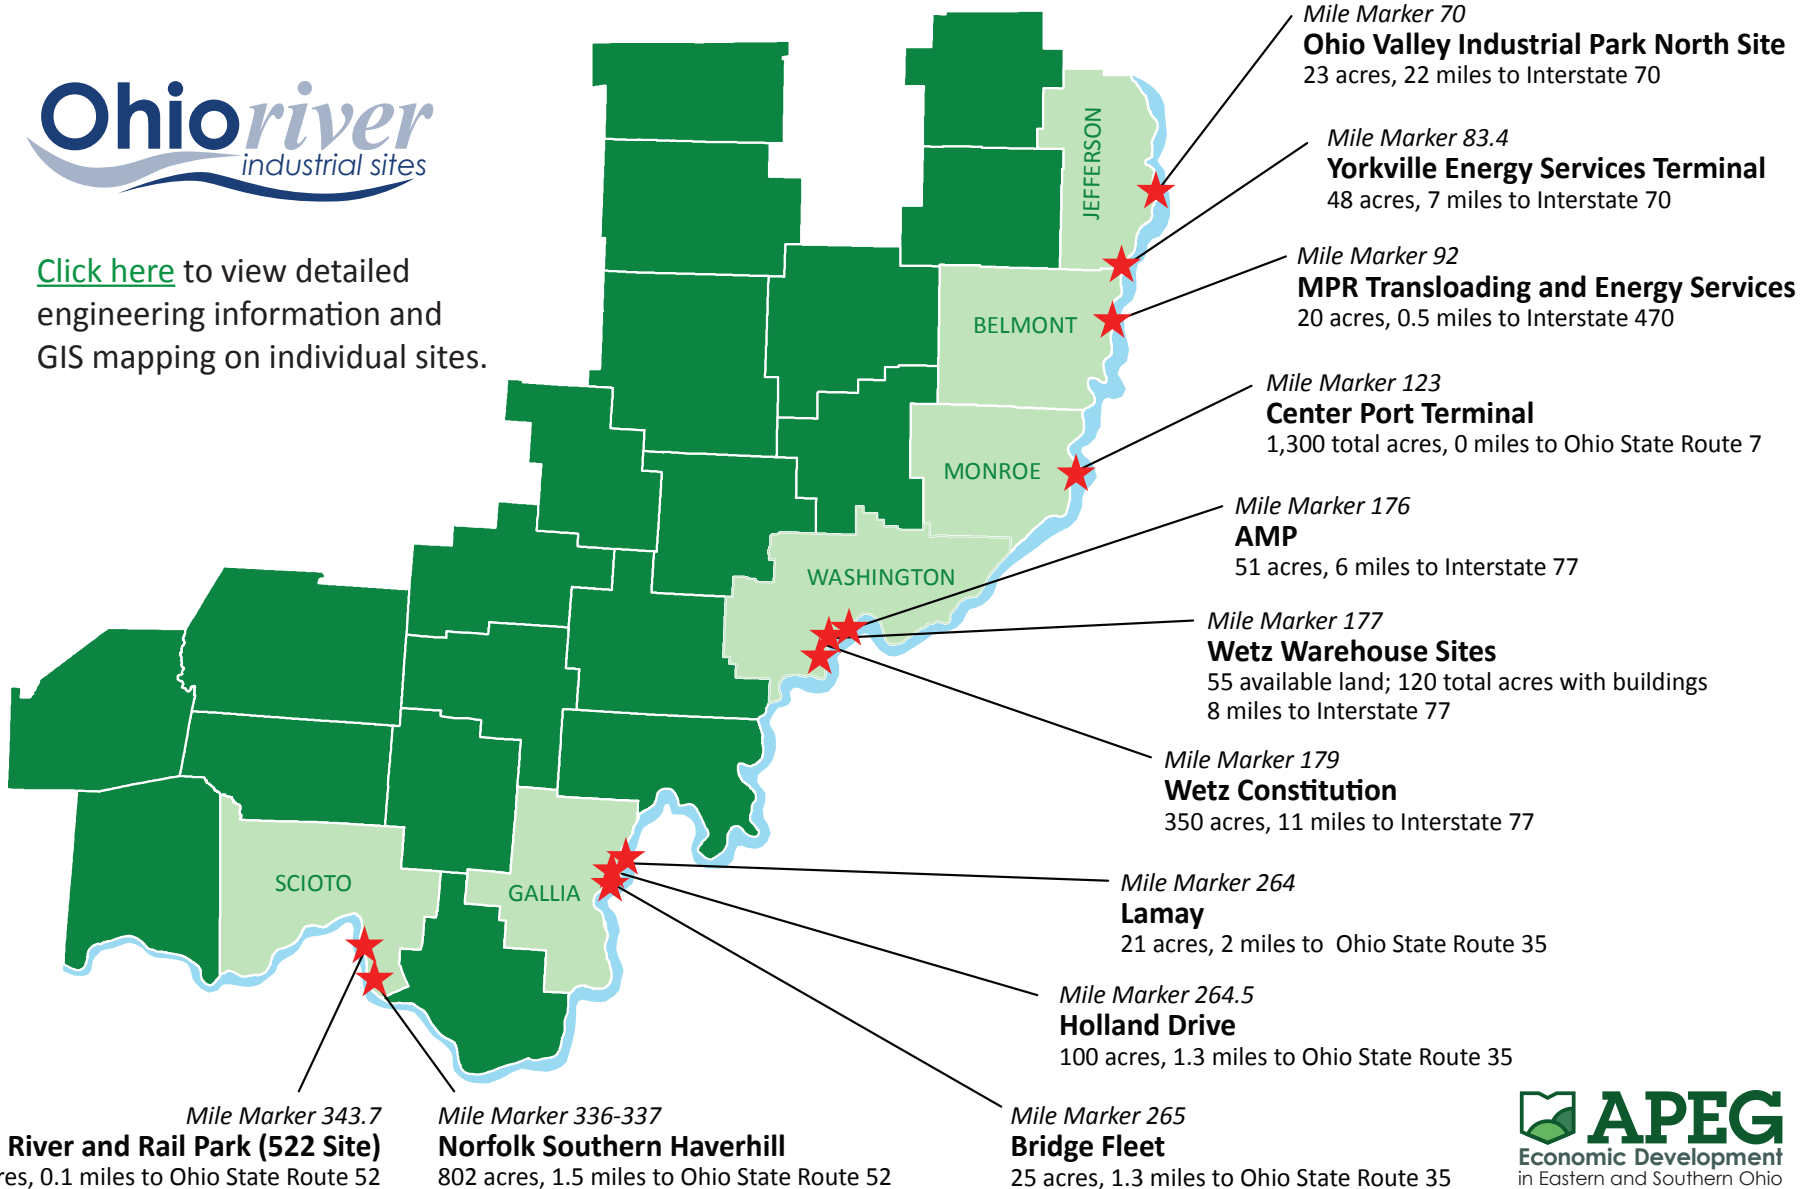 Ohio river
industrial sites
Click here to view detailed
engineering information and
GIS mapping on individual sites.
Mile Marker 70
Ohio Valley Industrial Park North Site
23 acres, 22 miles to Interstate 70
Mile Marker 83.4
Yorkville Energy Services Terminal
48 acres, 7 miles to Interstate 70
Mile Marker 92
MPR Transloading and Energy Services
20 acres, 0.5 miles to Interstate 470
Mile Marker 123
Center Port Terminal
1,300 total acres, 0 miles to Ohio State Route 7
Mile Marker 176
AMP
51 acres, 6 miles to Interstate 77
Mile Marker 177
Wetz Warehouse Sites
55 available land; 120 total acres with buildings
8 miles to Interstate 77
Mile Marker 179
Wetz Constitution
350 acres, 11 miles to Interstate 77
Mile Marker 264
Lamay
21 acres, 2 miles to Ohio State Route 35
Mile Marker 264.5
Holland Drive
100 acres, 1.3 miles to Ohio State Route 35
Mile Marker 265
Bridge Fleet
25 acres, 1.3 miles to Ohio State Route 35
Mile Marker 336-337
Norfolk Southern Haverhill
802 acres, 1.5 miles to Ohio State Route 52
Mile Marker 343.7
River and Rail Park (522 Site)
res, 0.1 miles to Ohio State Route 52
JEFFERSON
BELMONT
MONROE
WASHINGTON
GALLIA
SCIOTO
APEG
Economic Development
in Eastern and Southern Ohio